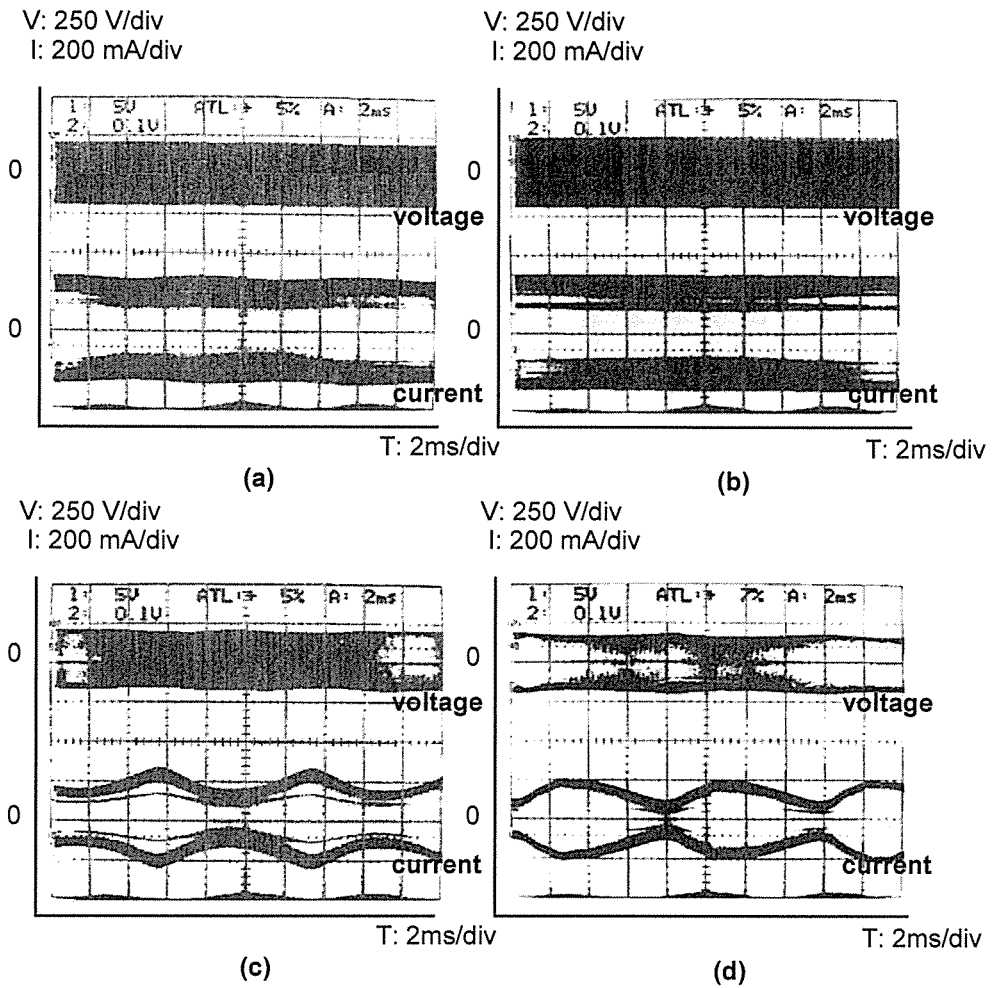 V: 250 V/div
I: 200 mA/div
1: 5V ATL:→ 5% A: 2ms
2: 0.1V
0
voltage
0
current
T: 2ms/div
(a)
V: 250 V/div
I: 200 mA/div
1: 5V ATL:→ 5% A: 2ms
2: 0.1V
0
voltage
0
current
T: 2ms/div
(b)
V: 250 V/div
I: 200 mA/div
1: 5V ATL:→ 5% A: 2ms
2: 0.1V
0
voltage
0
current
T: 2ms/div
(c)
V: 250 V/div
I: 200 mA/div
1: 5V ATL:→ 7% A: 2ms
2: 0.1V
0
voltage
0
current
T: 2ms/div
(d)